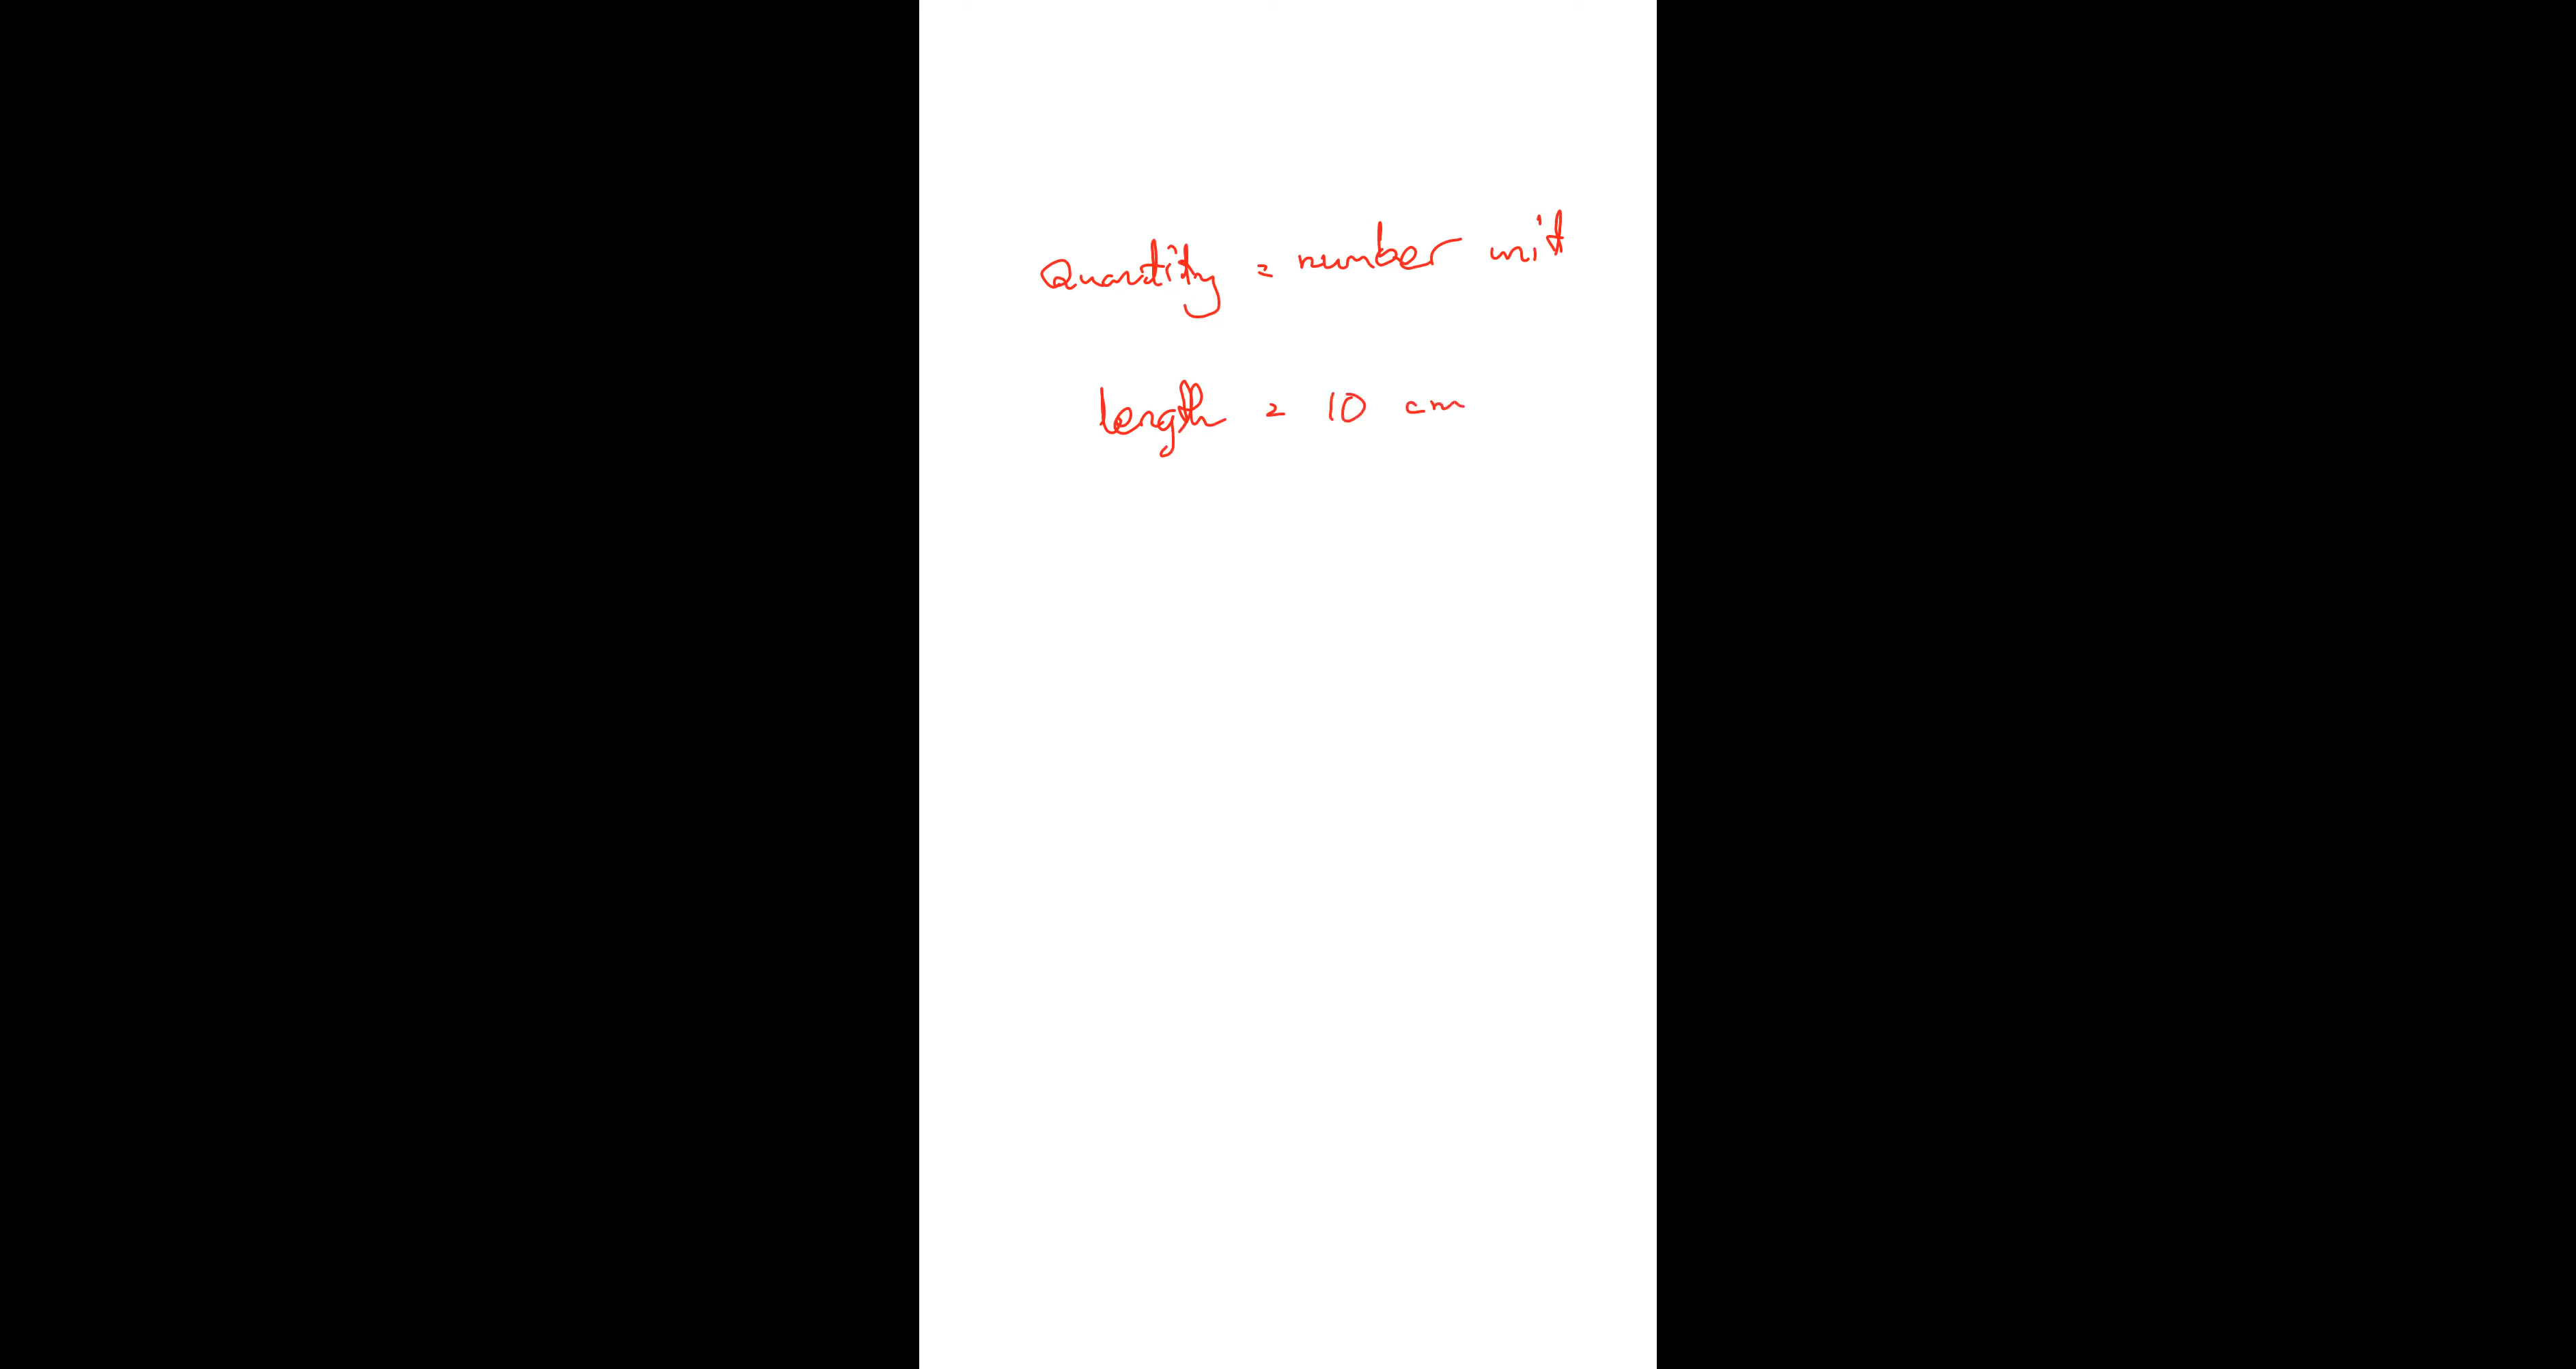 Quantity = number unit
length = 10 cm